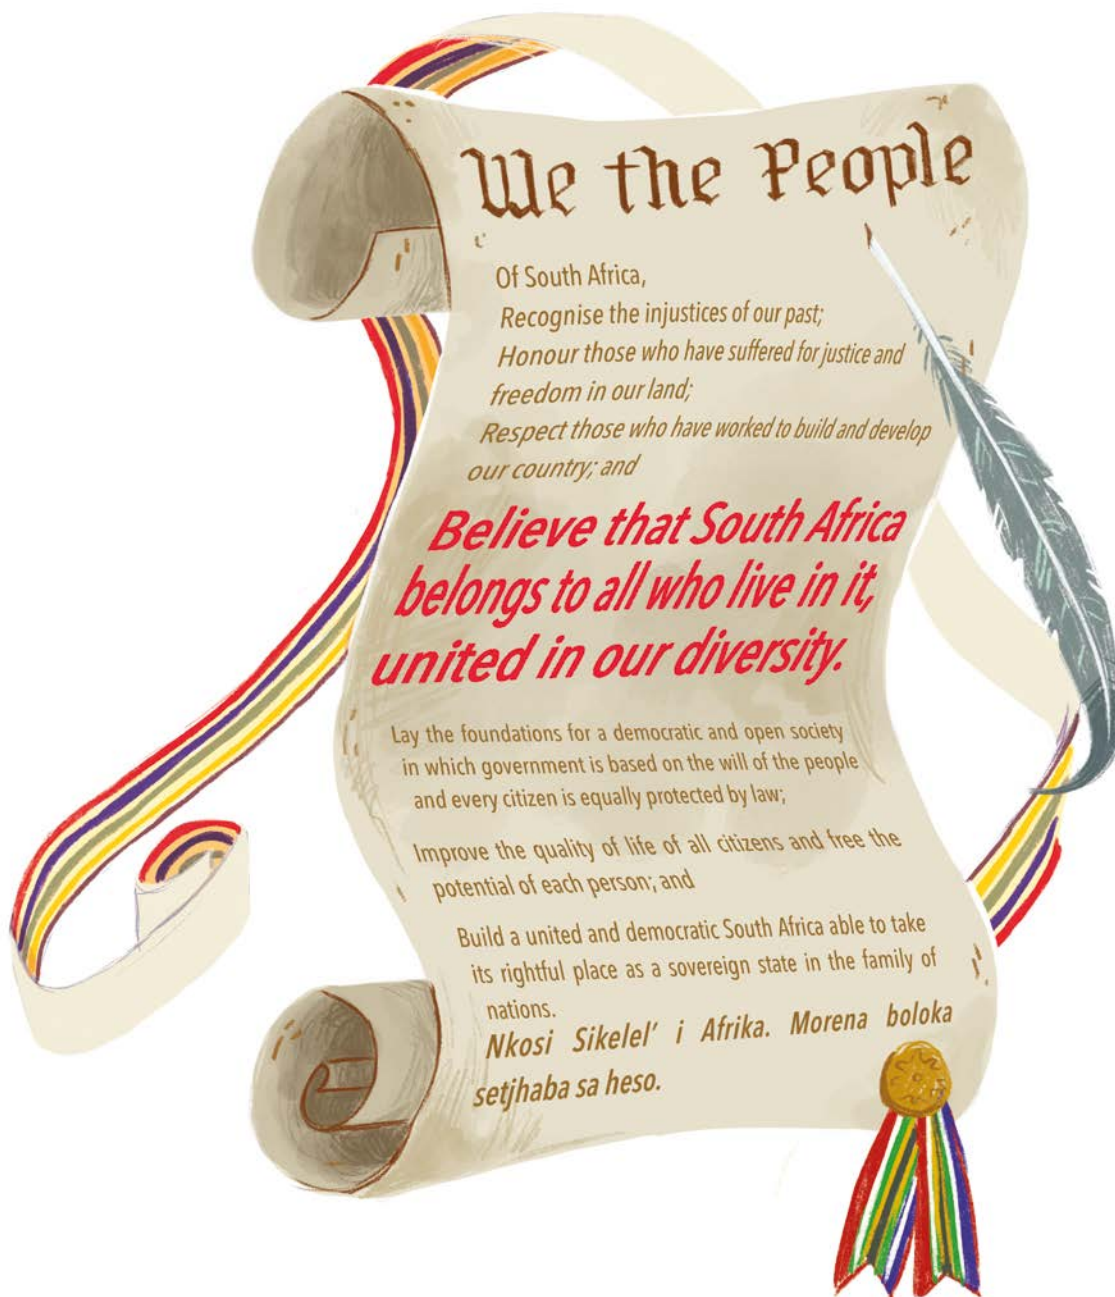 We the People
Of South Africa,
Recognise the injustices of our past;
Honour those who have suffered for justice and
freedom in our land;
Respect those who have worked to build and develop
our country; and
Believe that South Africa
belongs to all who live in it,
united in our diversity.
Lay the foundations for a democratic and open society
in which government is based on the will of the people
and every citizen is equally protected by law;
Improve the quality of life of all citizens and free the
potential of each person; and
Build a united and democratic South Africa able to take
its rightful place as a sovereign state in the family of
nations.
Nkosi Sikelel' i Afrika. Morena boloka
setjhaba sa heso.